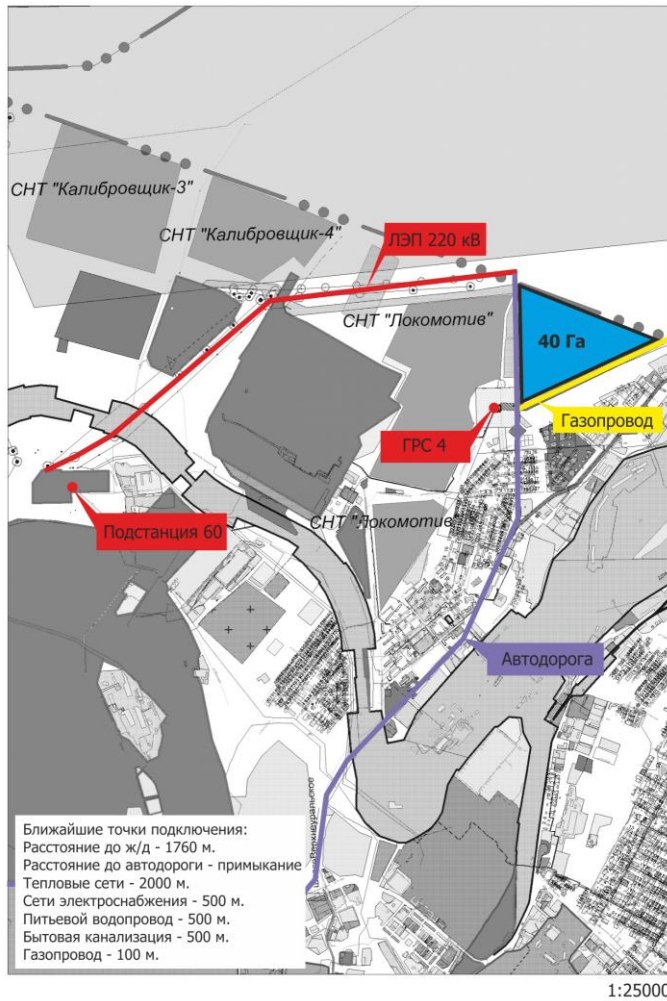 СНТ "Калибровщик-3"
СНТ "Калибровщик-4"
ЛЭП 220 кВ
СНТ "Локомотив"
40 Га
Газопровод
ГРС 4
СНТ "Локомотив
Подстанция 60
Автодорога
Верхнеуральское
Ближайшие точки подключения:
Расстояние до ж/д - 1760 м.
Расстояние до автодороги - примыкание
Тепловые сети - 2000 м.
Сети электроснабжения - 500 м.
Питьевой водопровод - 500 м.
Бытовая канализация - 500 м.
Газопровод - 100 м.
1:25000